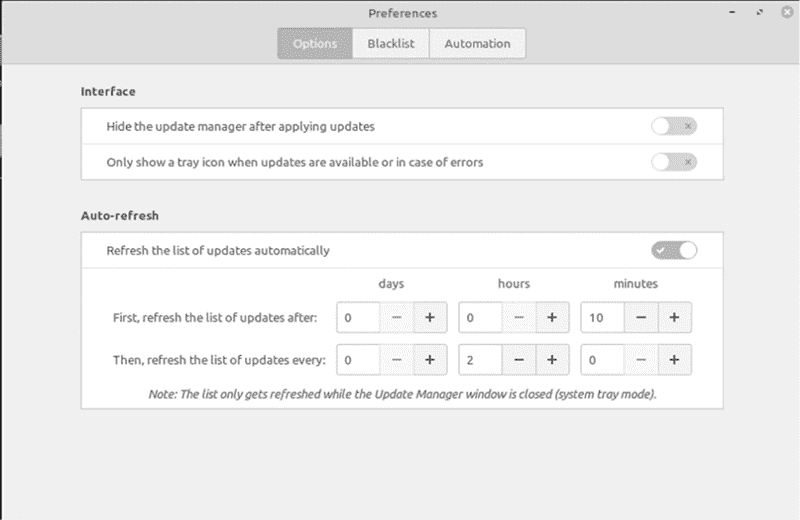 Preferences
Options Blacklist Automation
Interface
Hide the update manager after applying updates
Only show a tray icon when updates are available or in case of errors
Auto-refresh
Refresh the list of updates automatically
days hours minutes
First, refresh the list of updates after: 0 − + 0 − + 10 − +
Then, refresh the list of updates every: 0 − + 2 − + 0 − +
Note: The list only gets refreshed while the Update Manager window is closed (system tray mode).